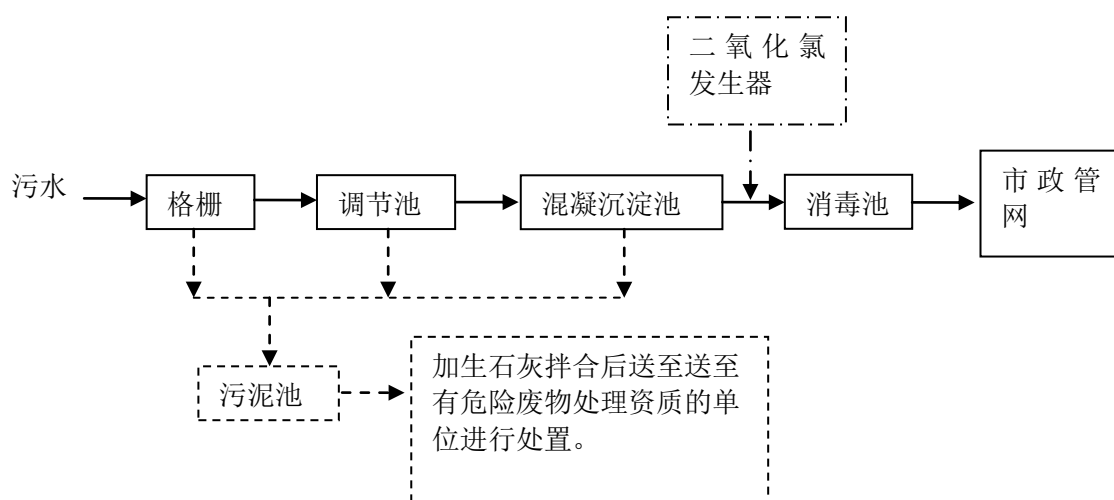 二氧化氯
发生器
污水
格栅
调节池
混凝沉淀池
消毒池
市政管
网
污泥池
加生石灰拌合后送至送至
有危险废物处理资质的单
位进行处置。